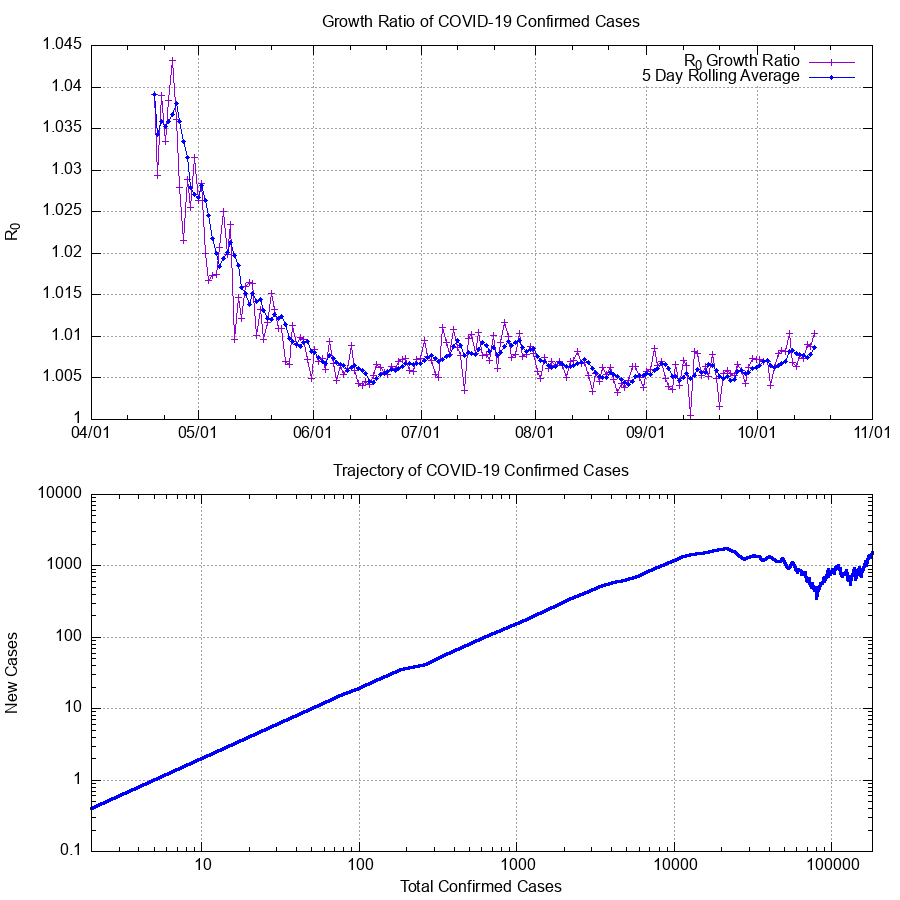 Growth Ratio of COVID-19 Confirmed Cases
R0 Growth Ratio
5 Day Rolling Average
1.045
1.04
1.035
1.03
1.025
1.02
1.015
1.01
1.005
1
R0
04/01 05/01 06/01 07/01 08/01 09/01 10/01 11/01
Trajectory of COVID-19 Confirmed Cases
10000
1000
100
10
1
0.1
New Cases
10 100 1000 10000 100000
Total Confirmed Cases